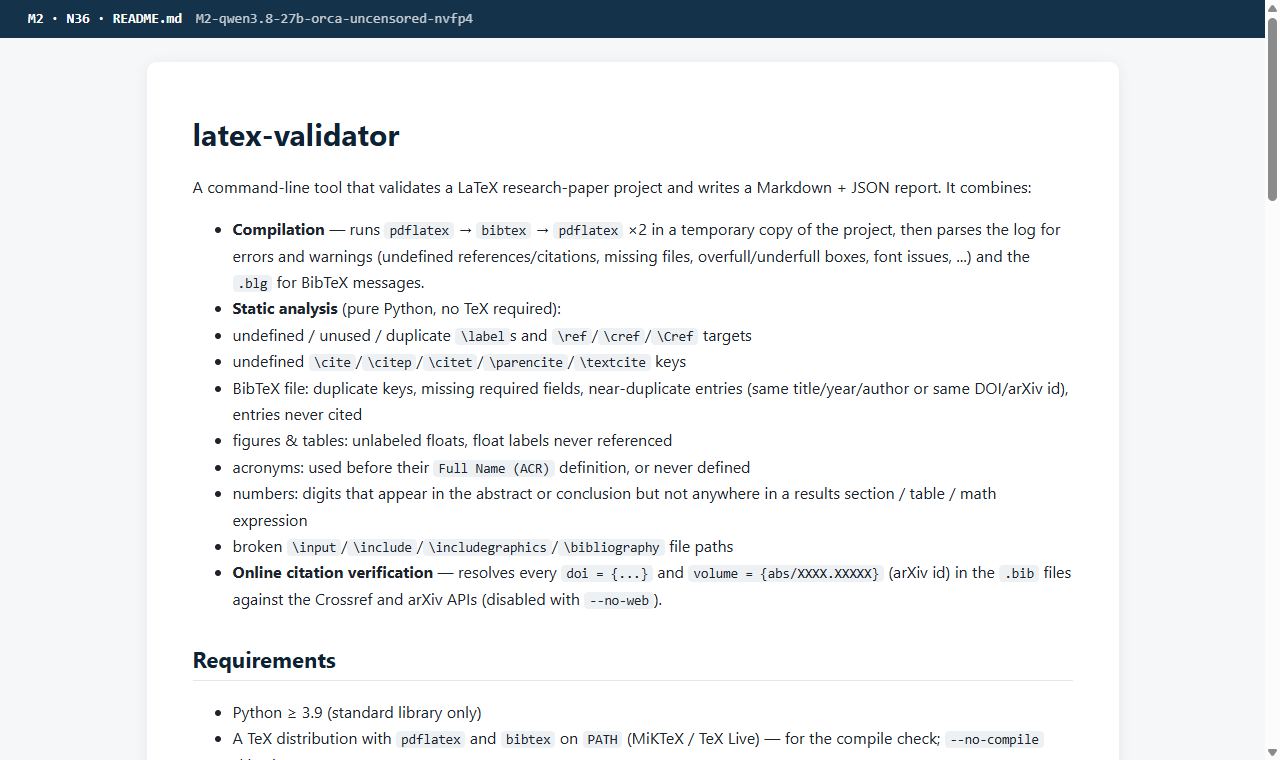 M2 • N36 • README.md M2-qwen3.8-27b-orca-uncensored-nvfp4
latex-validator
A command-line tool that validates a LaTeX research-paper project and writes a Markdown + JSON report. It combines:
• Compilation — runs pdflatex → bibtex → pdflatex ×2 in a temporary copy of the project, then parses the log for
errors and warnings (undefined references/citations, missing files, overfull/underfull boxes, font issues, …) and the
.blg for BibTeX messages.
• Static analysis (pure Python, no TeX required):
• undefined / unused / duplicate \label s and \ref / \cref / \Cref targets
• undefined \cite / \citep / \citet / \parencite / \textcite keys
• BibTeX file: duplicate keys, missing required fields, near-duplicate entries (same title/year/author or same DOI/arXiv id),
entries never cited
• figures & tables: unlabeled floats, float labels never referenced
• acronyms: used before their Full Name (ACR) definition, or never defined
• numbers: digits that appear in the abstract or conclusion but not anywhere in a results section / table / math
expression
• broken \input / \include / \includegraphics / \bibliography file paths
• Online citation verification — resolves every doi = {...} and volume = {abs/XXXX.XXXXX} (arXiv id) in the .bib files
against the Crossref and arXiv APIs (disabled with --no-web ).
Requirements
• Python ≥ 3.9 (standard library only)
• A TeX distribution with pdflatex and bibtex on PATH (MiKTeX / TeX Live) — for the compile check; --no-compile